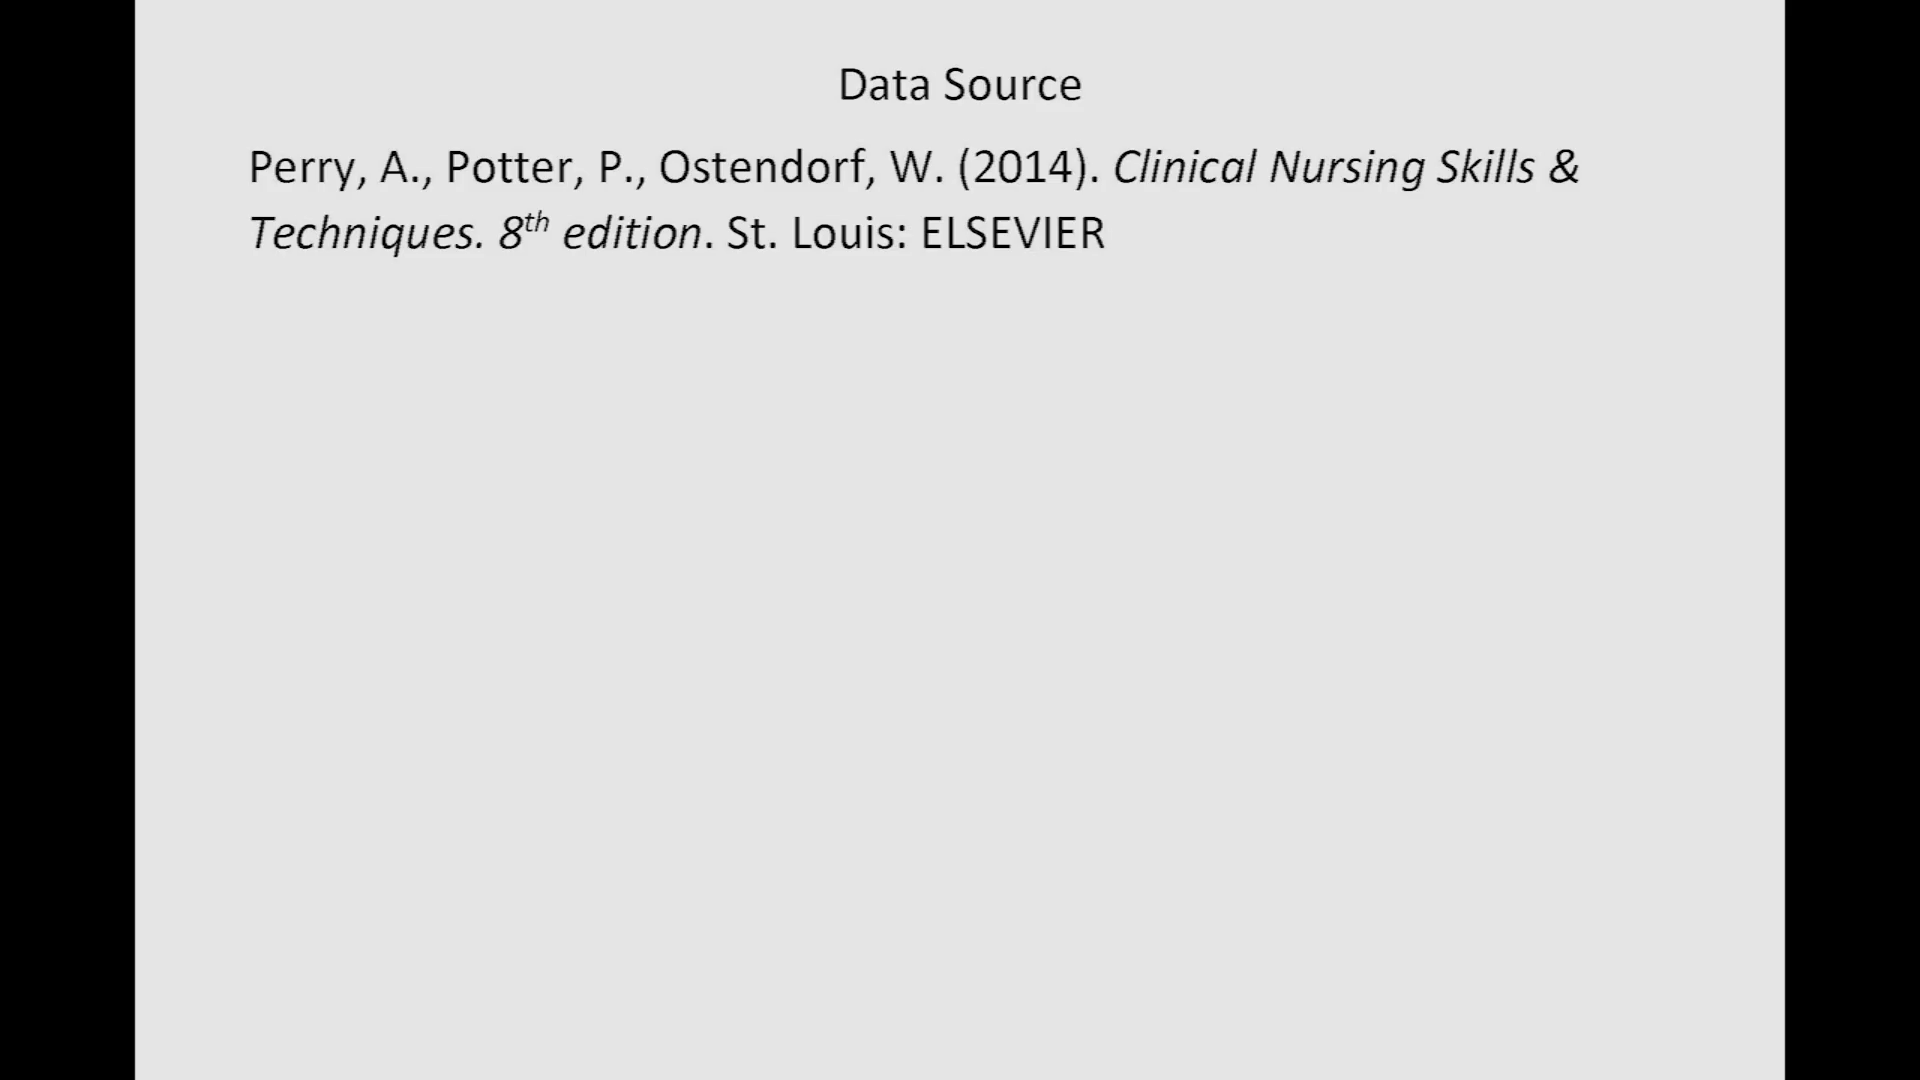 Data Source
Perry, A., Potter, P., Ostendorf, W. (2014). Clinical Nursing Skills &
Techniques. 8th edition. St. Louis: ELSEVIER